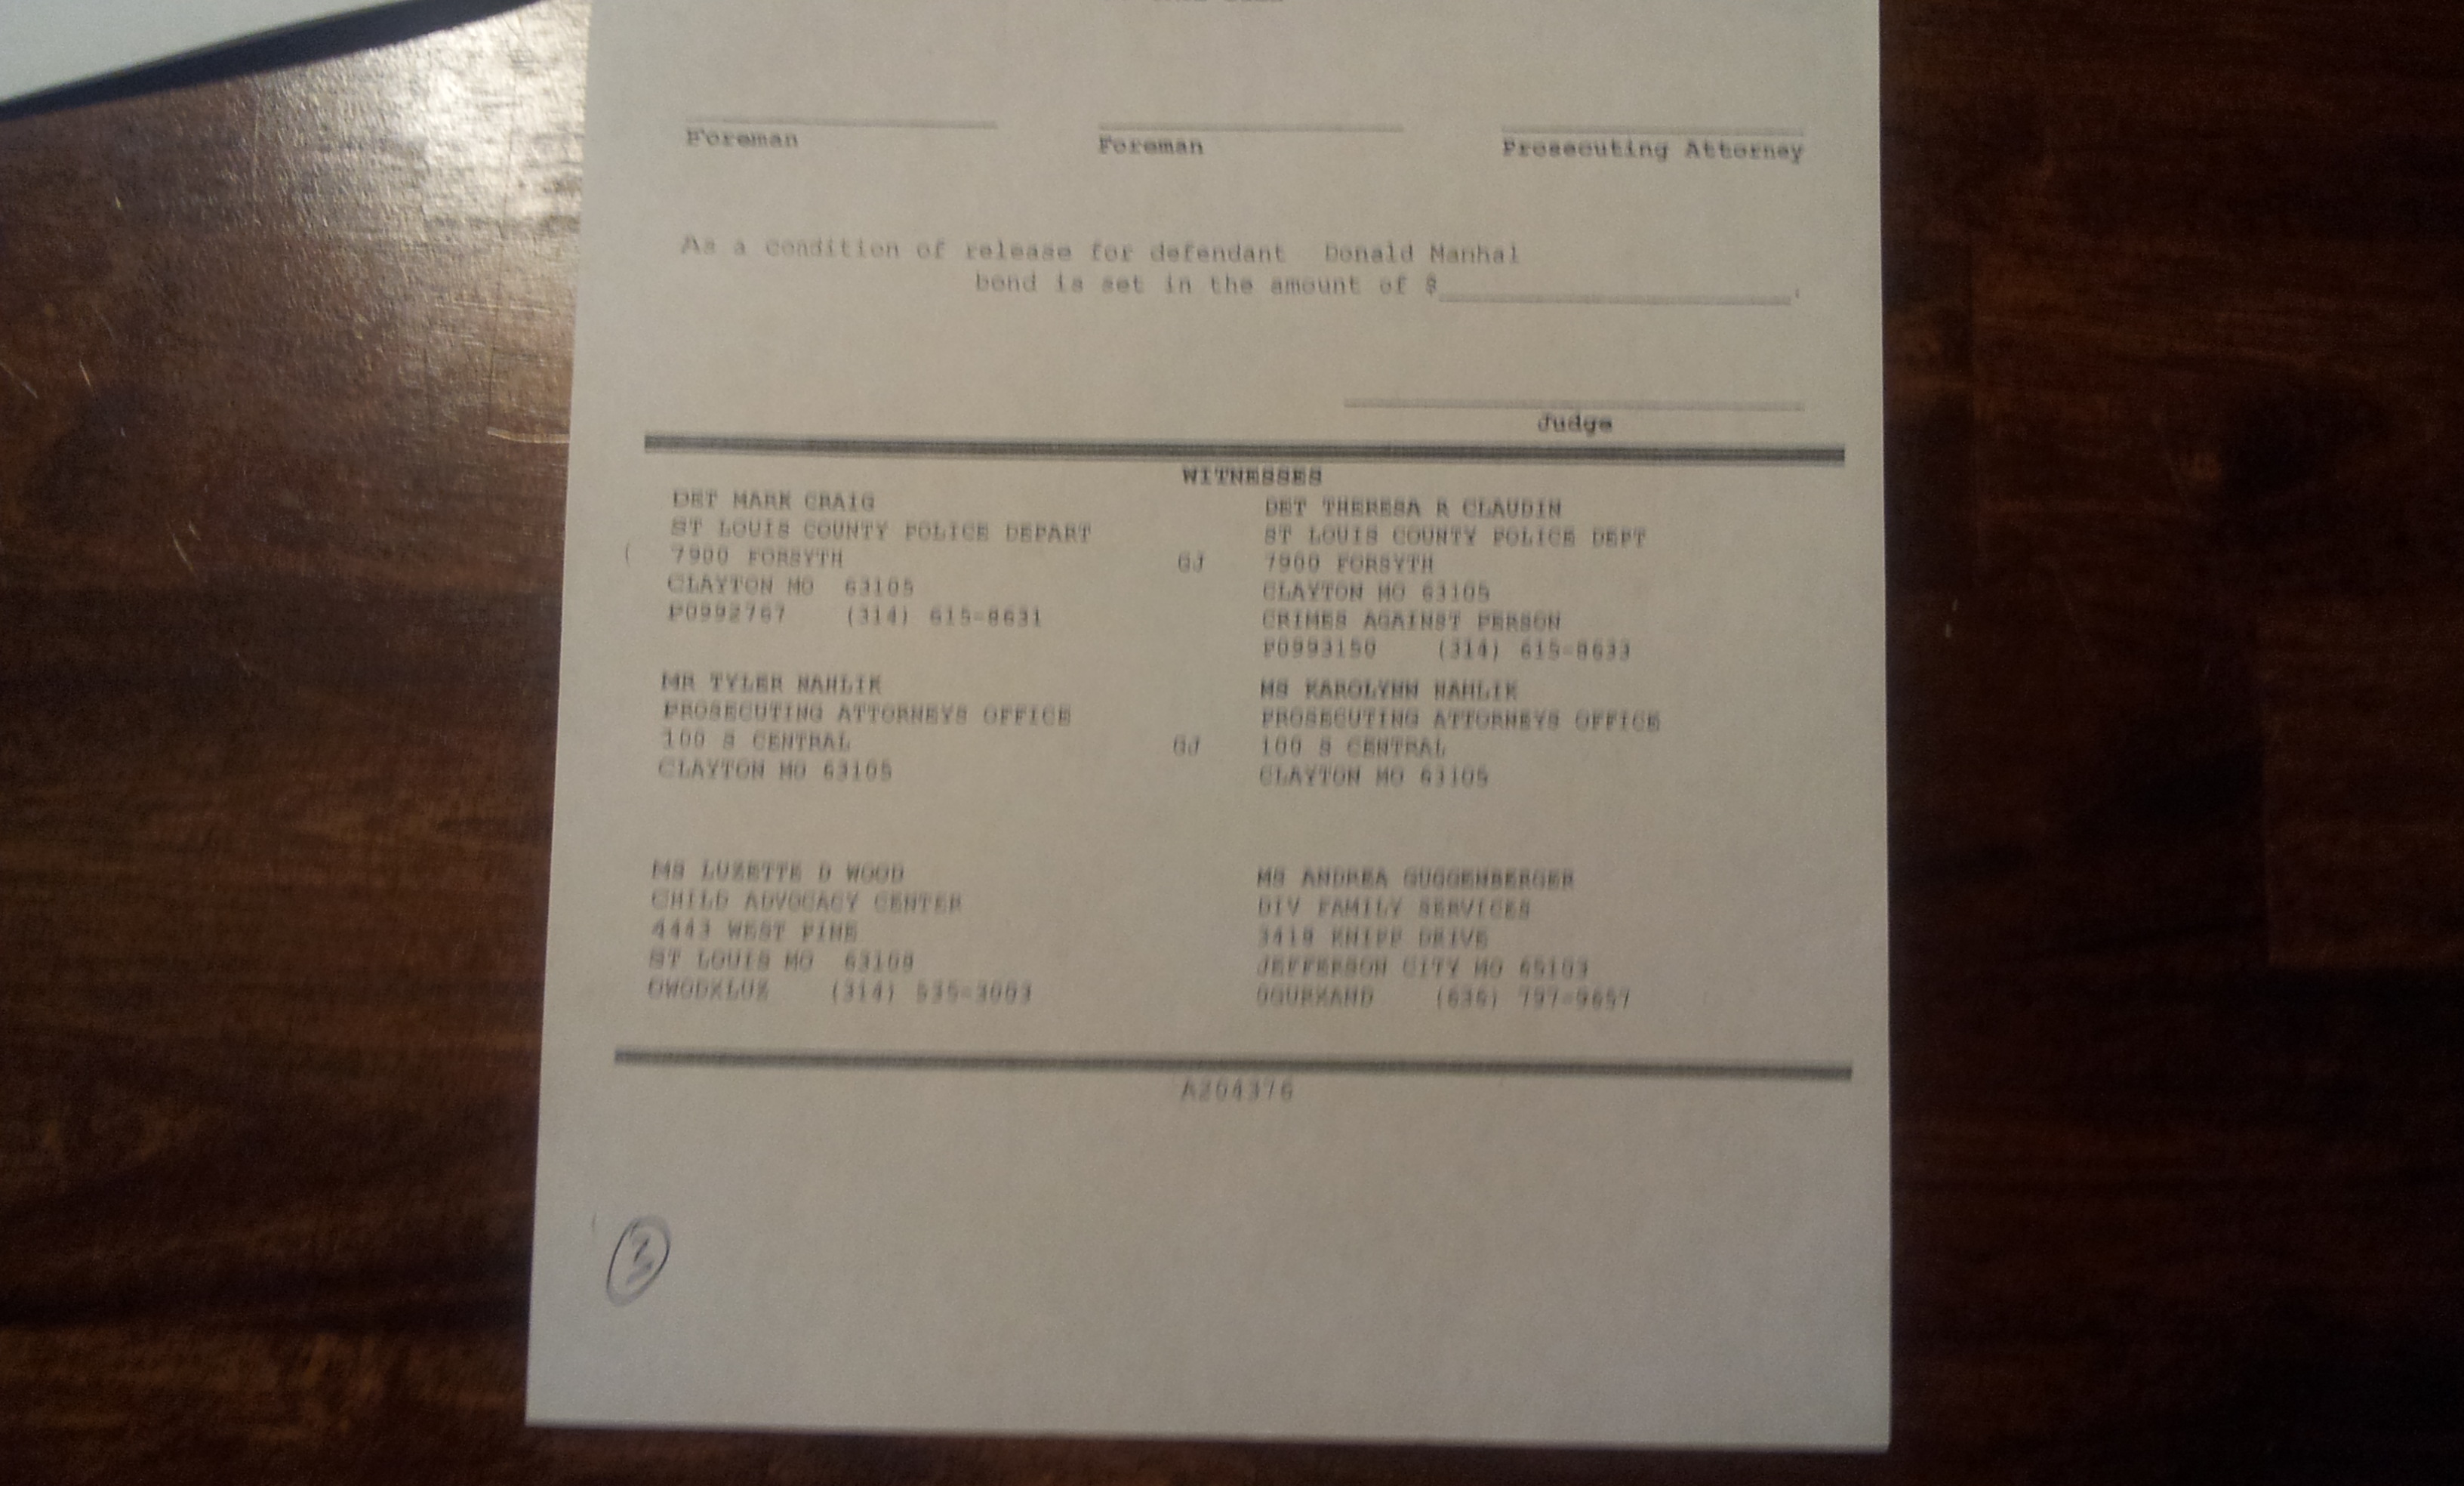 Foreman Foreman Prosecuting Attorney
As a condition of release for defendant Donald Manhal
bond is set in the amount of $
Judge
WITNESSES
DET MARK CRAIG
ST LOUIS COUNTY POLICE DEPART
( 7900 FORSYTH
CLAYTON MO 63105
P0992767 (314) 615-8631
GJ
DET THERESA R CLAUDIN
ST LOUIS COUNTY POLICE DEPT
7900 FORSYTH
CLAYTON MO 63105
CRIMES AGAINST PERSON
P0993150 (314) 615-8633
MR TYLER NAHLIK
PROSECUTING ATTORNEYS OFFICE
100 S CENTRAL
CLAYTON MO 63105
GJ
MS KAROLYNN NAHLIK
PROSECUTING ATTORNEYS OFFICE
100 S CENTRAL
CLAYTON MO 63105
MS LUZETTE D WOOD
CHILD ADVOCACY CENTER
4443 WEST PINE
ST LOUIS MO 63108
(314) 535-3003
MS ANDREA GUGGENBERGER
DIV FAMILY SERVICES
DRIVE
JEFFERSON CITY MO 65103
(636) 797-9657
A204376